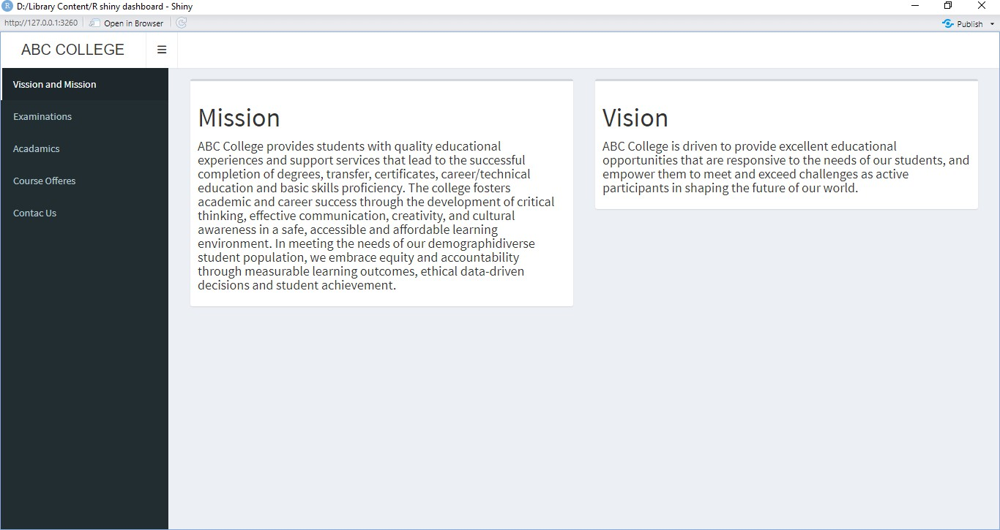 R D:/Library Content/R shiny dashboard - Shiny
http://127.0.0.1:3260 Open in Browser Publish
ABC COLLEGE
Vission and Mission
Examinations
Acadamics
Course Offeres
Contac Us
Mission
ABC College provides students with quality educational
experiences and support services that lead to the successful
completion of degrees, transfer, certificates, career/technical
education and basic skills proficiency. The college fosters
academic and career success through the development of critical
thinking, effective communication, creativity, and cultural
awareness in a safe, accessible and affordable learning
environment. In meeting the needs of our demographidiverse
student population, we embrace equity and accountability
through measurable learning outcomes, ethical data-driven
decisions and student achievement.
Vision
ABC College is driven to provide excellent educational
opportunities that are responsive to the needs of our students, and
empower them to meet and exceed challenges as active
participants in shaping the future of our world.